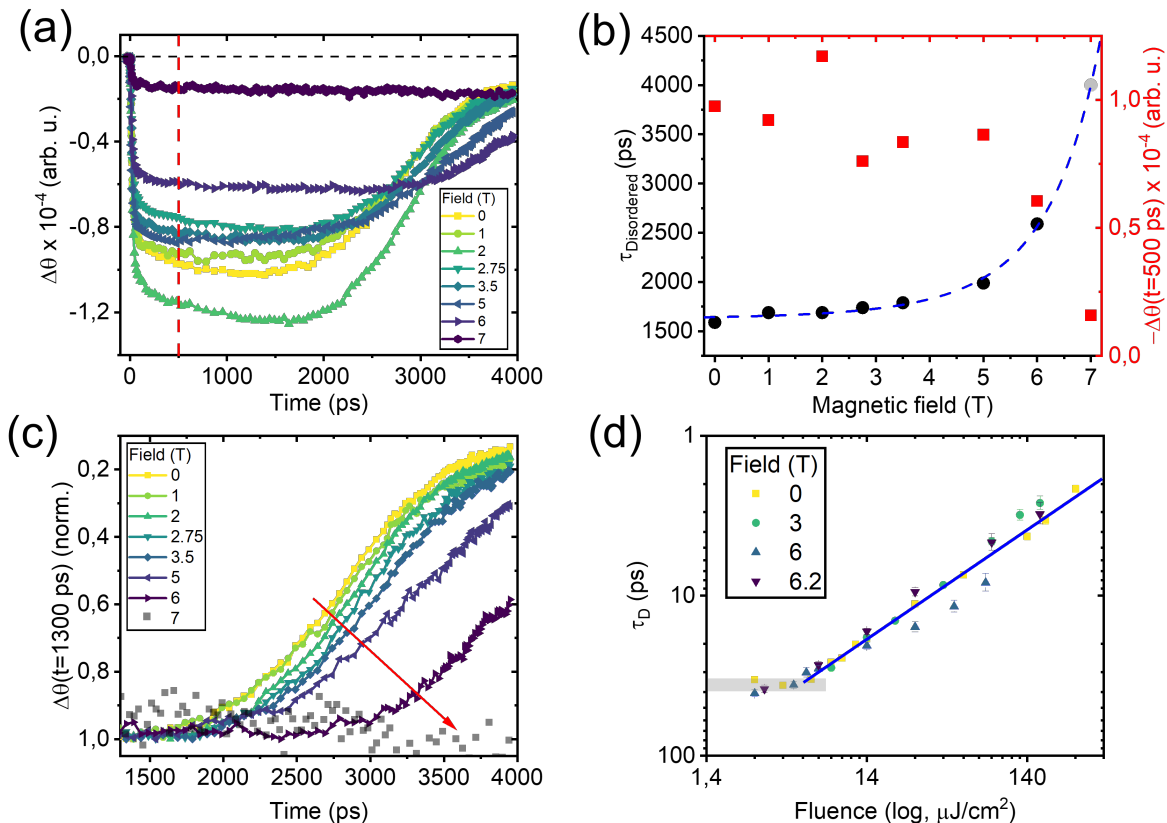 (a)
0,0
-0,4
-0,8
-1,2
Δθ x 10⁻⁴ (arb. u.)
Field (T)
0
1
2
2.75
3.5
5
6
7
0 1000 2000 3000 4000
Time (ps)
(b)
4500
4000
3500
3000
2500
2000
1500
τDisordered (ps)
1,0
0,5
0,0
−Δθ(t=500 ps) x 10⁻⁴ (arb. u.)
0 1 2 3 4 5 6 7
Magnetic field (T)
(c)
0,2
0,4
0,6
0,8
1,0
Δθ(t=1300 ps) (norm.)
Field (T)
0
1
2
2.75
3.5
5
6
7
1500 2000 2500 3000 3500 4000
Time (ps)
(d)
1
10
100
τD (ps)
Field (T)
0
3
6
6.2
1,4 14 140
Fluence (log, μJ/cm²)